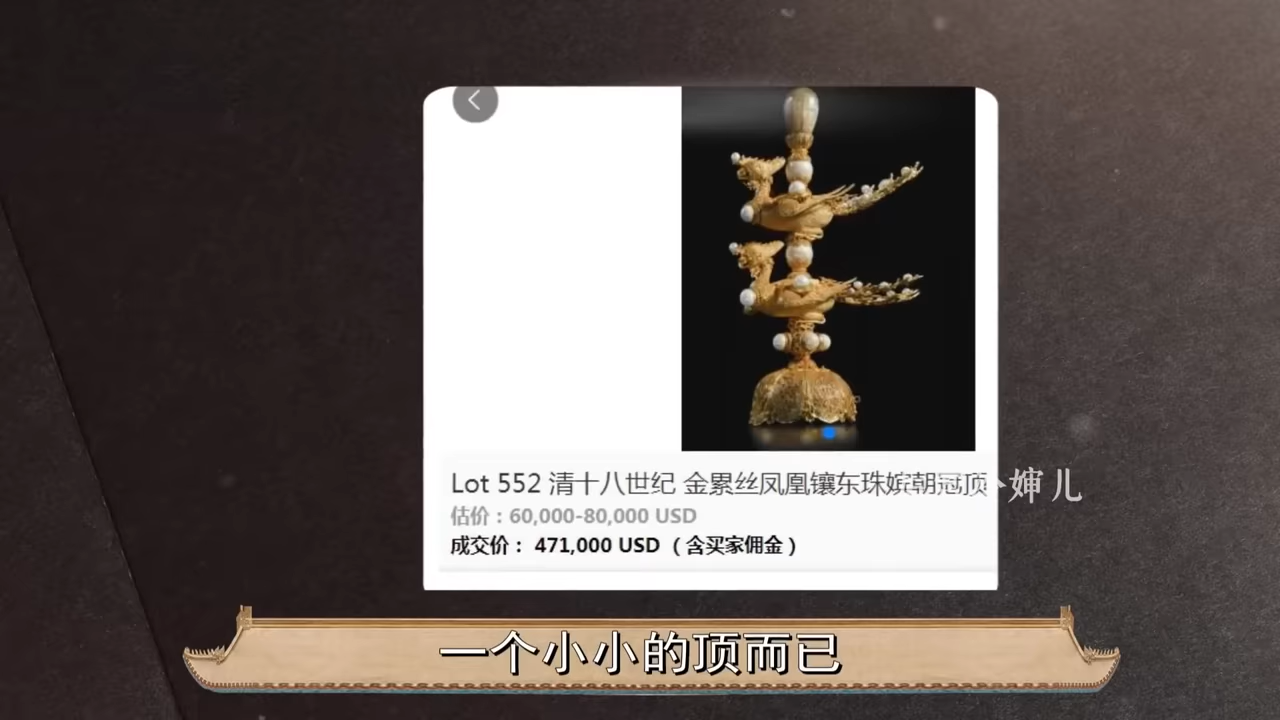 Lot 552 清十八世纪 金累丝凤凰镶东珠嫔朝冠顶
估价：60,000-80,000 USD
成交价： 471,000 USD （含买家佣金）
婶儿
一个小小的顶而已